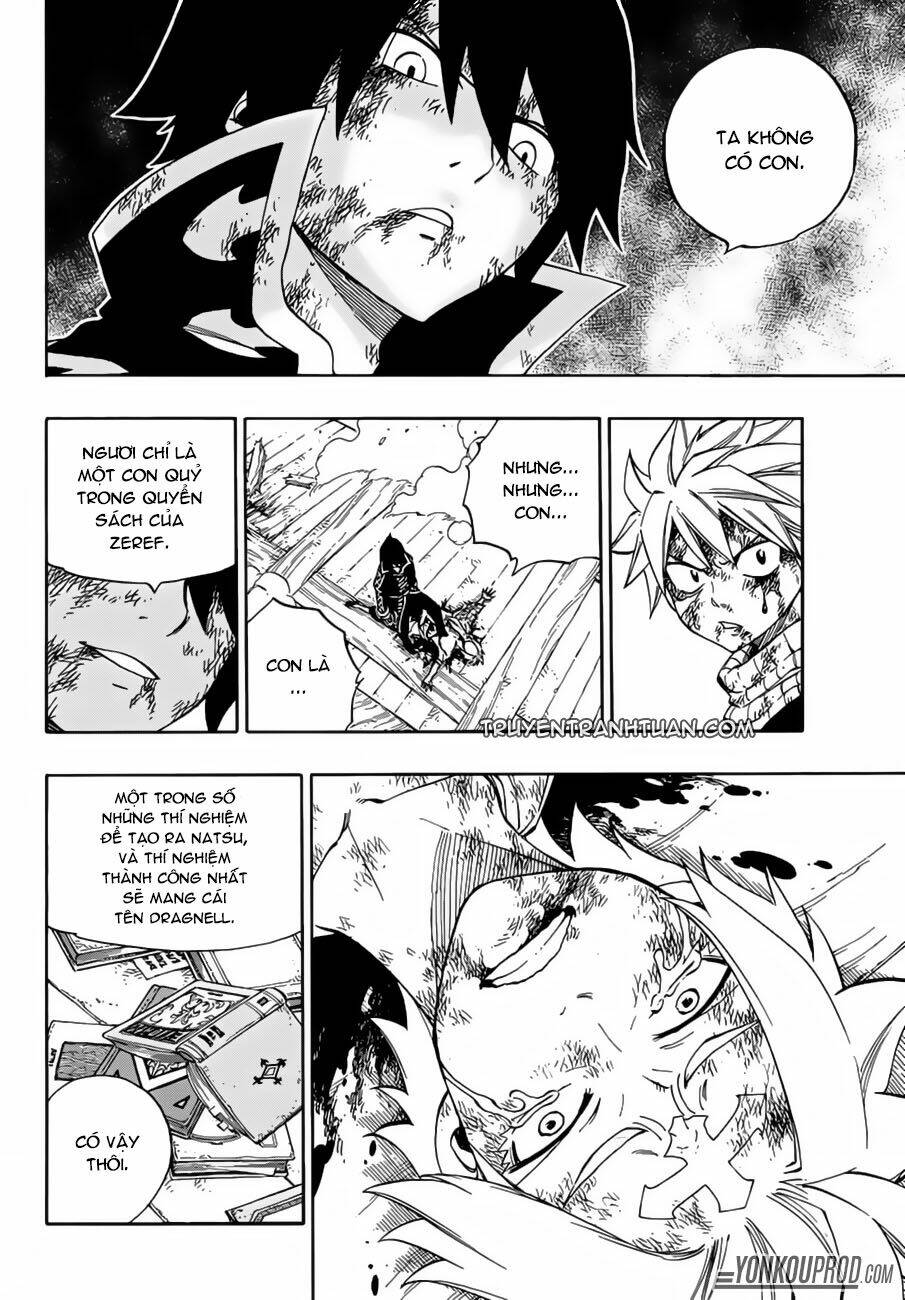 TA KHÔNG
CÓ CON.
NHƯNG...
NHƯNG...
CON...
CON LÀ
...
NGƯƠI CHỈ LÀ
MỘT CON QUỶ
TRONG QUYỂN
SÁCH CỦA
ZEREF.
TRUYENTRANHTUAN.COM
MỘT TRONG SỐ
NHỮNG THÍ NGHIỆM
ĐỂ TẠO RA NATSU,
VÀ THÍ NGHIỆM
THÀNH CÔNG NHẤT
SẼ MANG CÁI
TÊN DRAGNELL.
CÓ VẬY
THÔI.
YONKOUPROD.COM